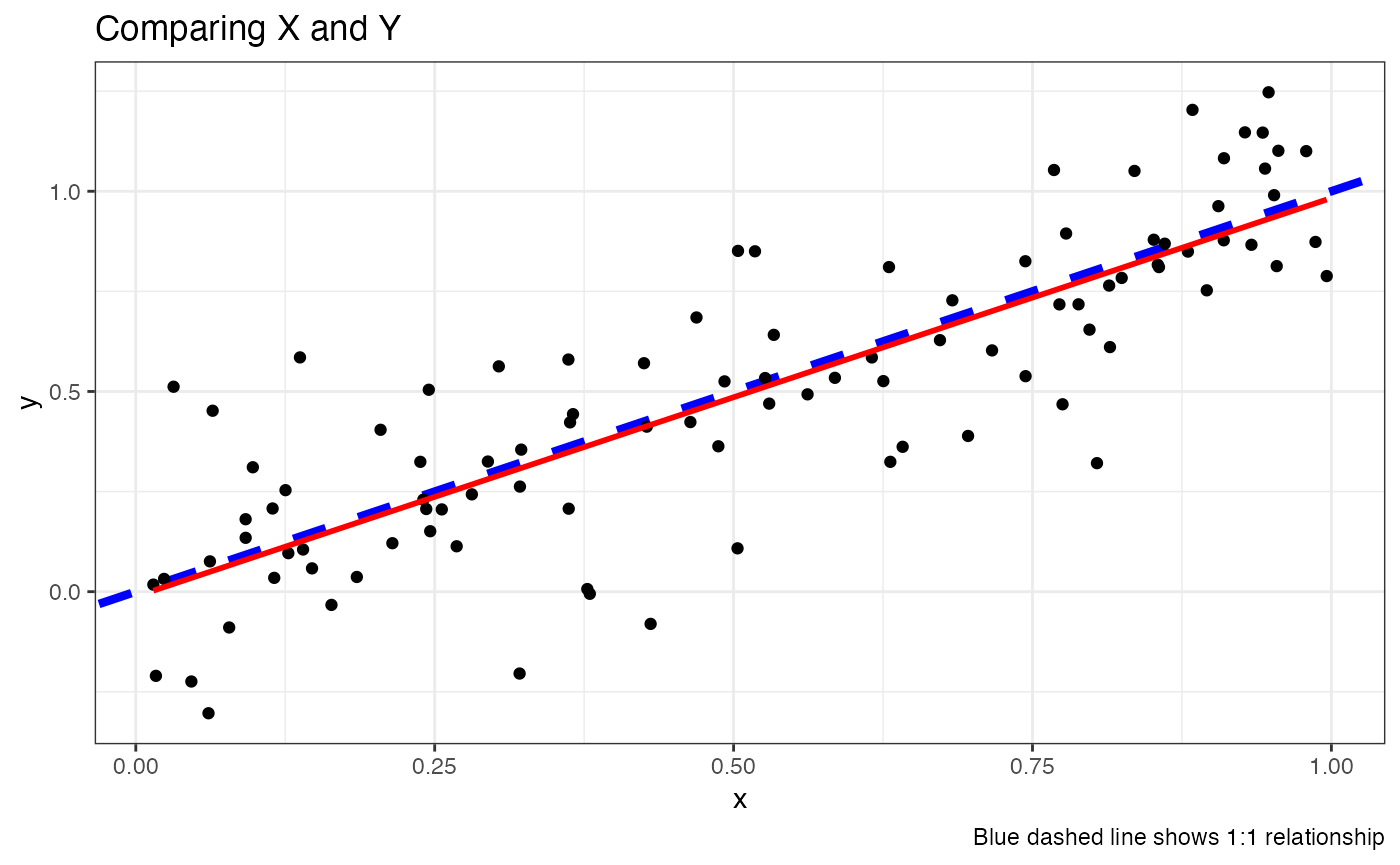 Comparing X and Y
1.0
0.5
0.0
y
0.00 0.25 0.50 0.75 1.00
x
Blue dashed line shows 1:1 relationship